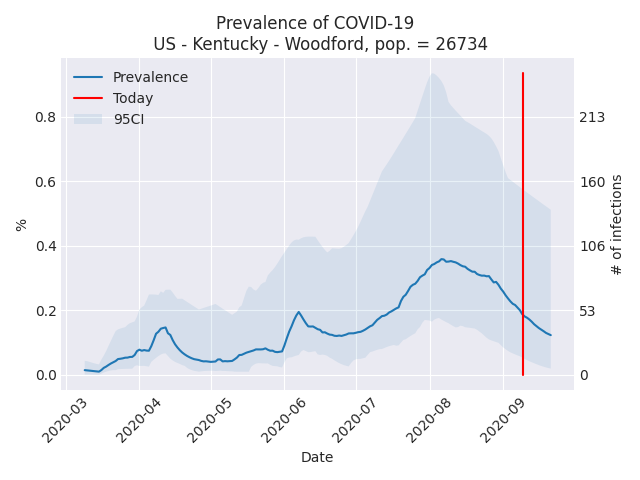 Prevalence of COVID-19
US - Kentucky - Woodford, pop. = 26734
Prevalence
Today
95CI
0.8
0.6
0.4
0.2
0.0
%
213
160
106
53
0
# of infections
2020-03
2020-04
2020-05
2020-06
2020-07
2020-08
2020-09
Date